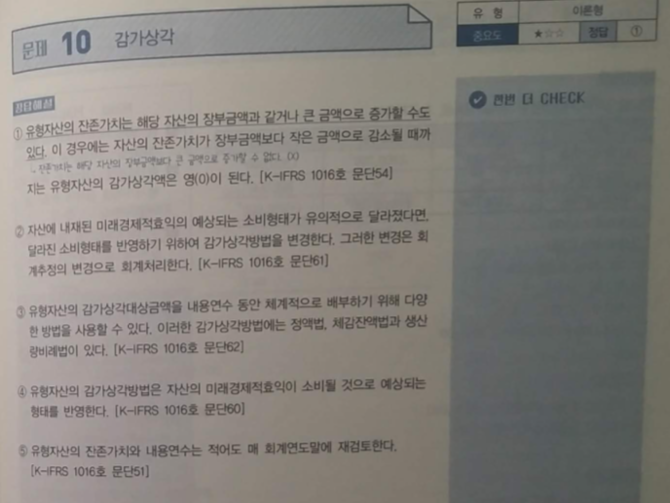 문제 10 감가상각
유 형 이론형
중요도 ★☆☆ 정답 ①
정답해설
한번 더 CHECK
① 유형자산의 잔존가치는 해당 자산의 장부금액과 같거나 큰 금액으로 증가할 수도
있다. 이 경우에는 자산의 잔존가치가 장부금액보다 작은 금액으로 감소될 때까
↳ 잔존가치는 해당 자산의 장부금액보다 큰 금액으로 증가할 수 없다. (X)
지는 유형자산의 감가상각액은 영(0)이 된다. [K-IFRS 1016호 문단54]
② 자산에 내재된 미래경제적효익의 예상되는 소비형태가 유의적으로 달라졌다면,
달라진 소비형태를 반영하기 위하여 감가상각방법을 변경한다. 그러한 변경은 회
계추정의 변경으로 회계처리한다. [K-IFRS 1016호 문단61]
③ 유형자산의 감가상각대상금액을 내용연수 동안 체계적으로 배부하기 위해 다양
한 방법을 사용할 수 있다. 이러한 감가상각방법에는 정액법, 체감잔액법과 생산
량비례법이 있다. [K-IFRS 1016호 문단62]
④ 유형자산의 감가상각방법은 자산의 미래경제적효익이 소비될 것으로 예상되는
형태를 반영한다. [K-IFRS 1016호 문단60]
⑤ 유형자산의 잔존가치와 내용연수는 적어도 매 회계연도말에 재검토한다.
[K-IFRS 1016호 문단51]